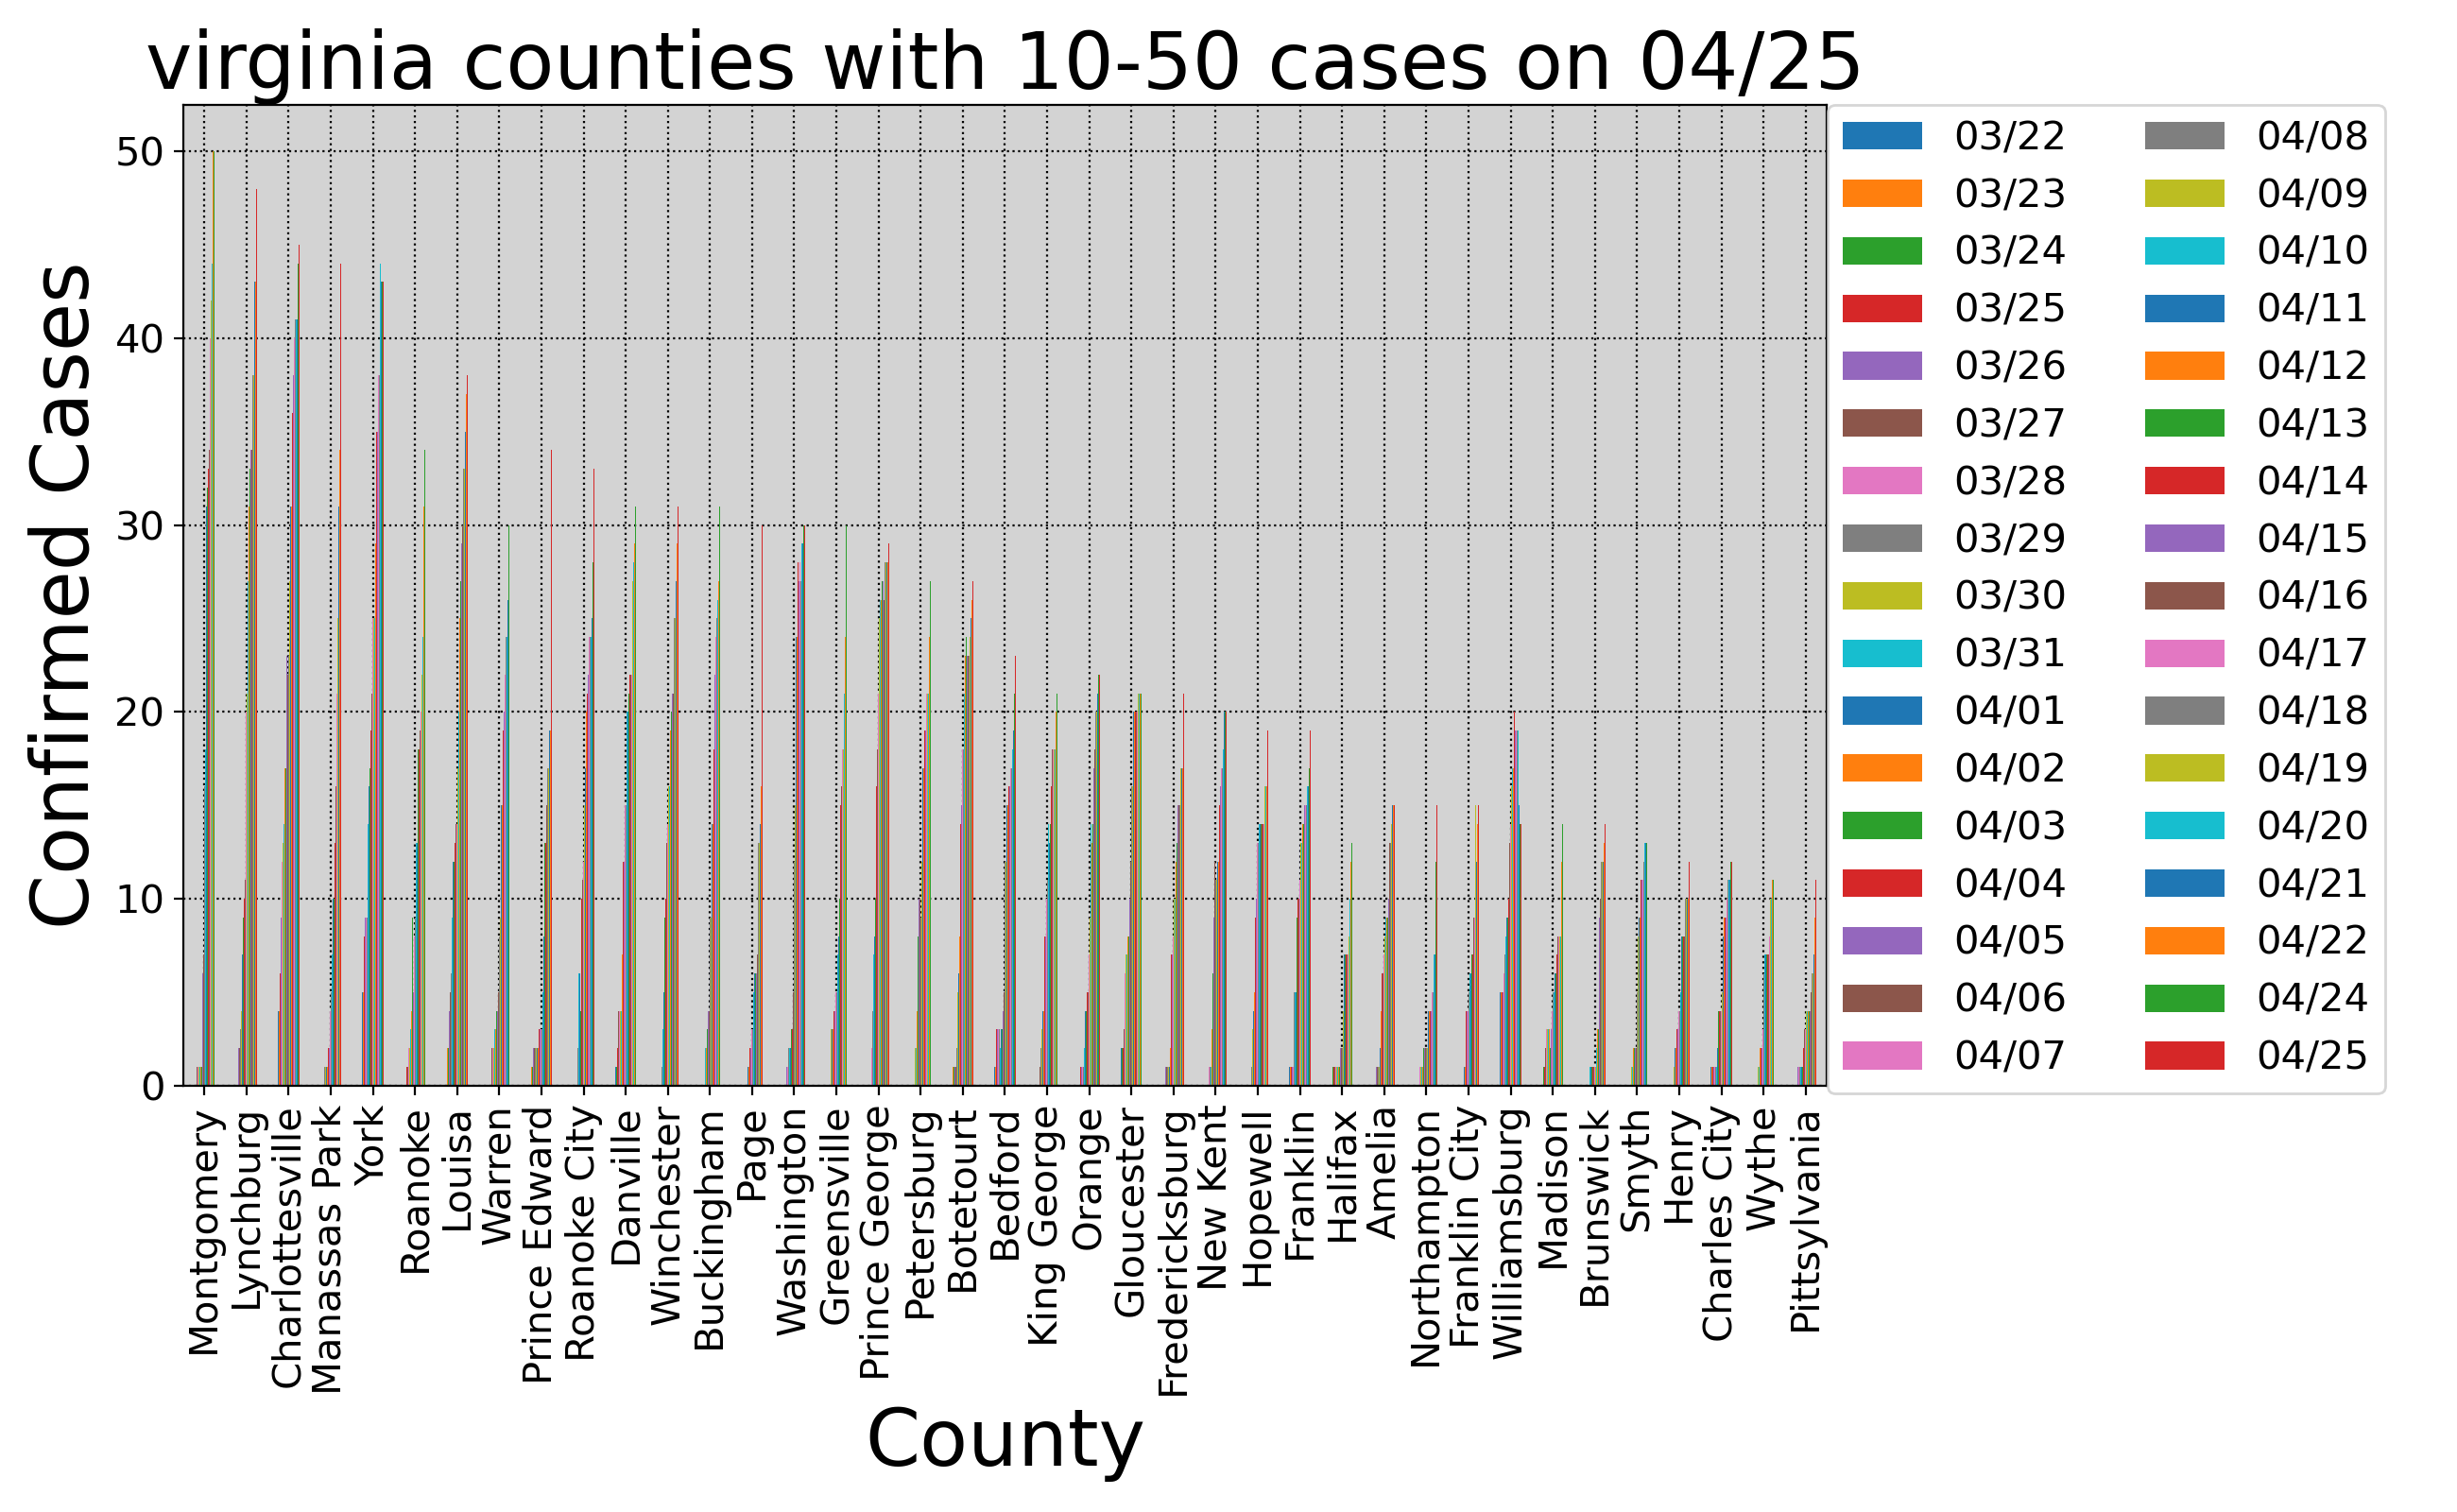 virginia counties with 10-50 cases on 04/25
Confirmed Cases
50
40
30
20
10
0
Montgomery
Lynchburg
Charlottesville
Manassas Park
York
Roanoke
Louisa
Warren
Prince Edward
Roanoke City
Danville
Winchester
Buckingham
Page
Washington
Greensville
Prince George
Petersburg
Botetourt
Bedford
King George
Orange
Gloucester
Fredericksburg
New Kent
Hopewell
Franklin
Halifax
Amelia
Northampton
Franklin City
Williamsburg
Madison
Brunswick
Smyth
Henry
Charles City
Wythe
Pittsylvania
County
03/22
03/23
03/24
03/25
03/26
03/27
03/28
03/29
03/30
03/31
04/01
04/02
04/03
04/04
04/05
04/06
04/07
04/08
04/09
04/10
04/11
04/12
04/13
04/14
04/15
04/16
04/17
04/18
04/19
04/20
04/21
04/22
04/24
04/25